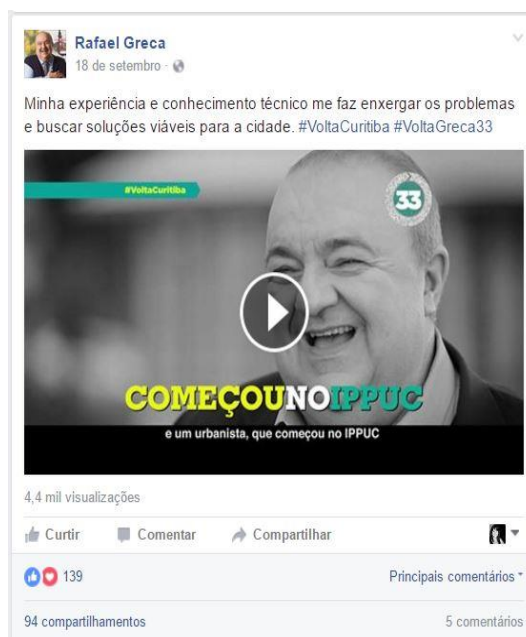 Rafael Greca
18 de setembro ·
Minha experiência e conhecimento técnico me faz enxergar os problemas
e buscar soluções viáveis para a cidade. #VoltaCuritiba #VoltaGreca33
#VoltaCuritiba
33
COMEÇOUNOIPPUC
e um urbanista, que começou no IPPUC
4,4 mil visualizações
Curtir Comentar Compartilhar
139 Principais comentários
94 compartilhamentos 5 comentários